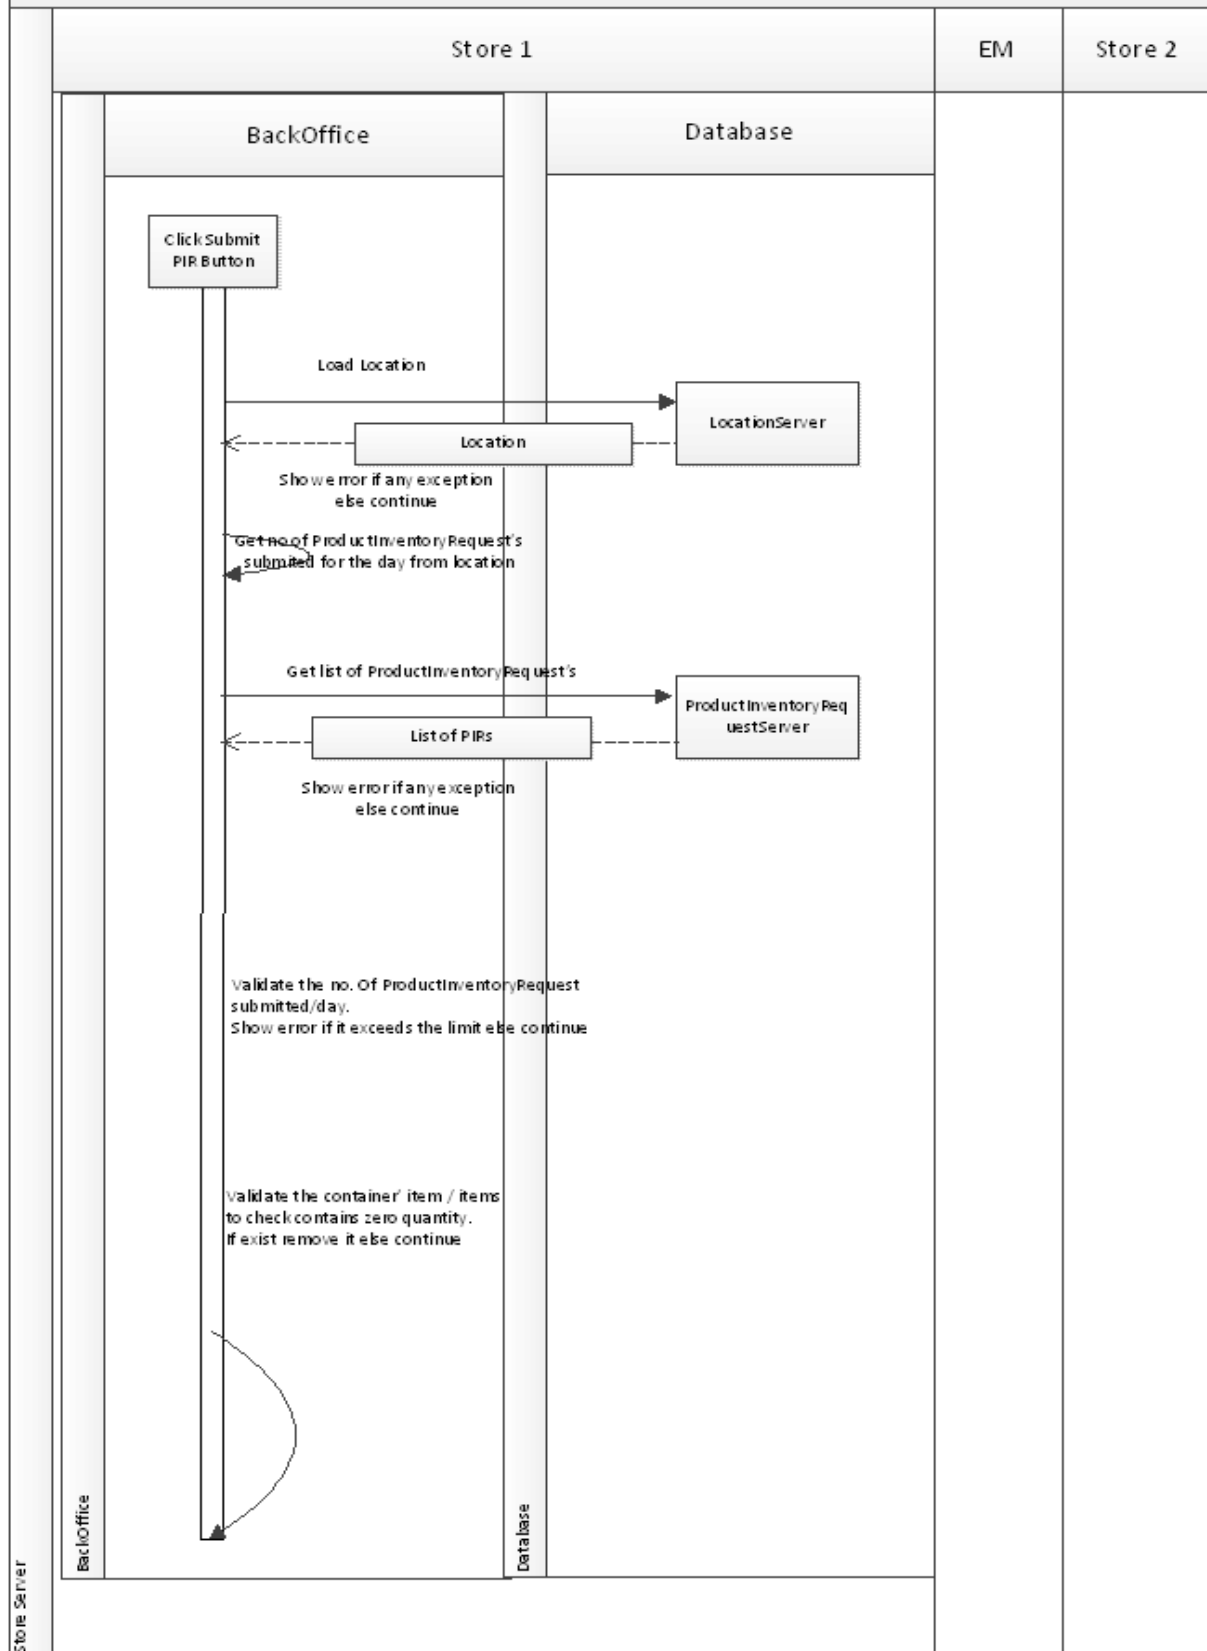 Store 1
EM
Store 2
BackOffice
Database
Click Submit
PIR Button
Load Location
LocationServer
Location
Show error if any exception
else continue
Get no of ProductInventoryRequest's
submited for the day from location
Get list of ProductInventoryRequest's
ProductInventoryReq
uestServer
List of PIRs
Show error if any exception
else continue
Validate the no. Of ProductInventoryRequest
submitted/day.
Show error if it exceeds the limit else continue
Validate the container' item / items
to check contains zero quantity.
If exist remove it else continue
BackOffice
Database
Store Server